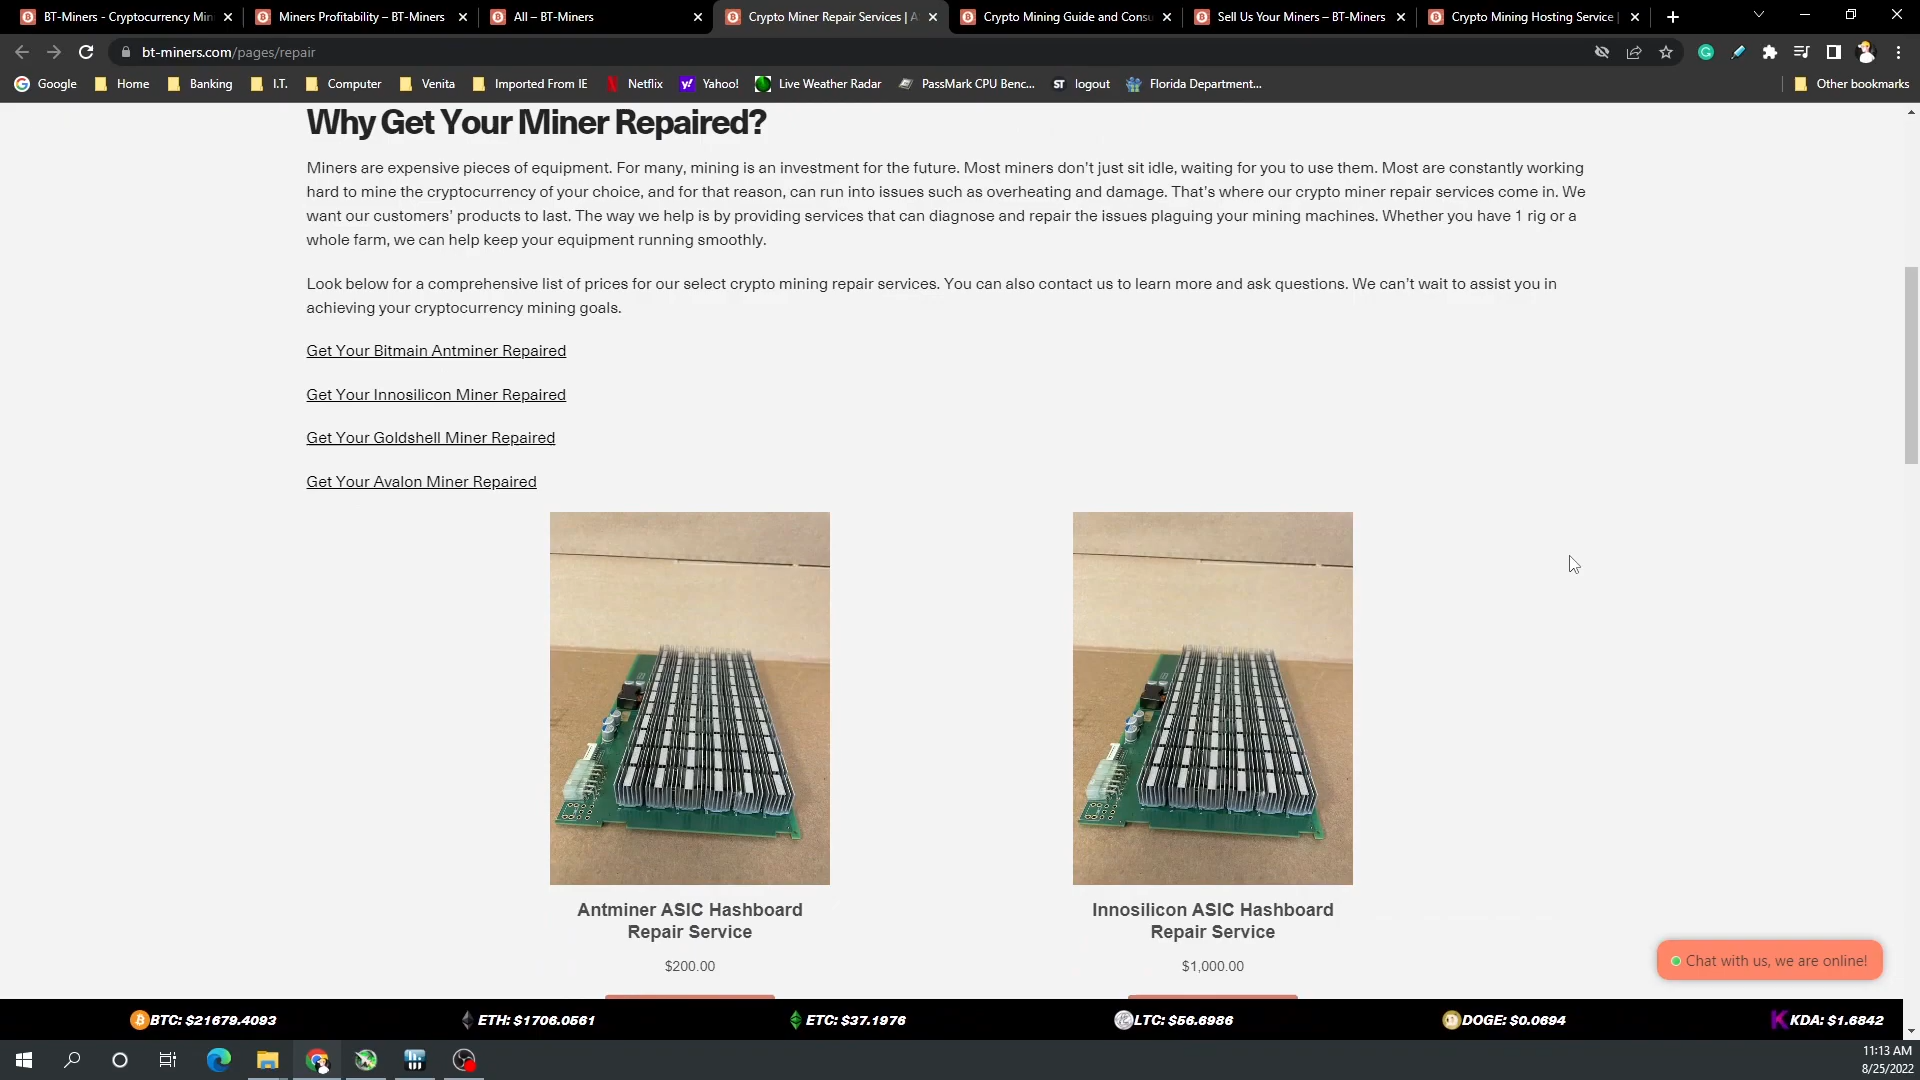 BT-Miners - Cryptocurrency Min
Miners Profitability – BT-Miners
All – BT-Miners
Crypto Miner Repair Services | A
Crypto Mining Guide and Consu
Sell Us Your Miners – BT-Miners
Crypto Mining Hosting Service |
bt-miners.com/pages/repair
Google
Home
Banking
I.T.
Computer
Venita
Imported From IE
Netflix
Yahoo!
Live Weather Radar
PassMark CPU Benc...
ST logout
Florida Department...
Other bookmarks
Why Get Your Miner Repaired?
Miners are expensive pieces of equipment. For many, mining is an investment for the future. Most miners don't just sit idle, waiting for you to use them. Most are constantly working
hard to mine the cryptocurrency of your choice, and for that reason, can run into issues such as overheating and damage. That's where our crypto miner repair services come in. We
want our customers' products to last. The way we help is by providing services that can diagnose and repair the issues plaguing your mining machines. Whether you have 1 rig or a
whole farm, we can help keep your equipment running smoothly.
Look below for a comprehensive list of prices for our select crypto mining repair services. You can also contact us to learn more and ask questions. We can't wait to assist you in
achieving your cryptocurrency mining goals.
Get Your Bitmain Antminer Repaired
Get Your Innosilicon Miner Repaired
Get Your Goldshell Miner Repaired
Get Your Avalon Miner Repaired
Antminer ASIC Hashboard
Repair Service
$200.00
Innosilicon ASIC Hashboard
Repair Service
$1,000.00
Chat with us, we are online!
BTC: $21679.4093
ETH: $1706.0561
ETC: $37.1976
LTC: $56.6986
DOGE: $0.0694
KDA: $1.6842
11:13 AM
8/25/2022